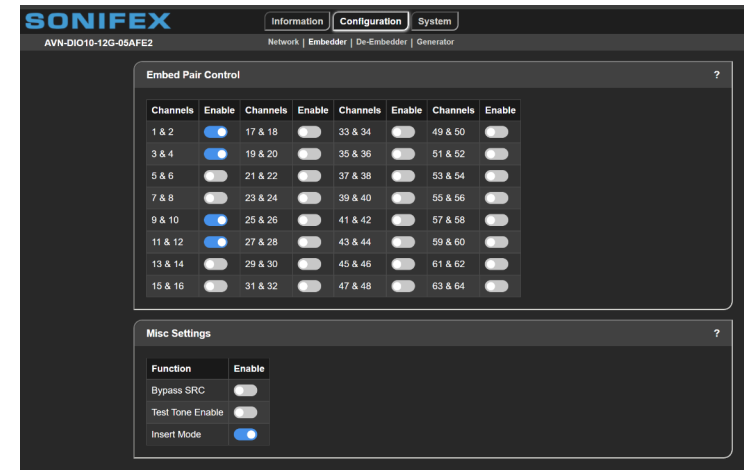 SONIFEX
Information Configuration System
AVN-DIO10-12G-05AFE2
Network | Embedder | De-Embedder | Generator
Embed Pair Control ?
Channels Enable Channels Enable Channels Enable Channels Enable
1 & 2 17 & 18 33 & 34 49 & 50
3 & 4 19 & 20 35 & 36 51 & 52
5 & 6 21 & 22 37 & 38 53 & 54
7 & 8 23 & 24 39 & 40 55 & 56
9 & 10 25 & 26 41 & 42 57 & 58
11 & 12 27 & 28 43 & 44 59 & 60
13 & 14 29 & 30 45 & 46 61 & 62
15 & 16 31 & 32 47 & 48 63 & 64
Misc Settings ?
Function Enable
Bypass SRC
Test Tone Enable
Insert Mode